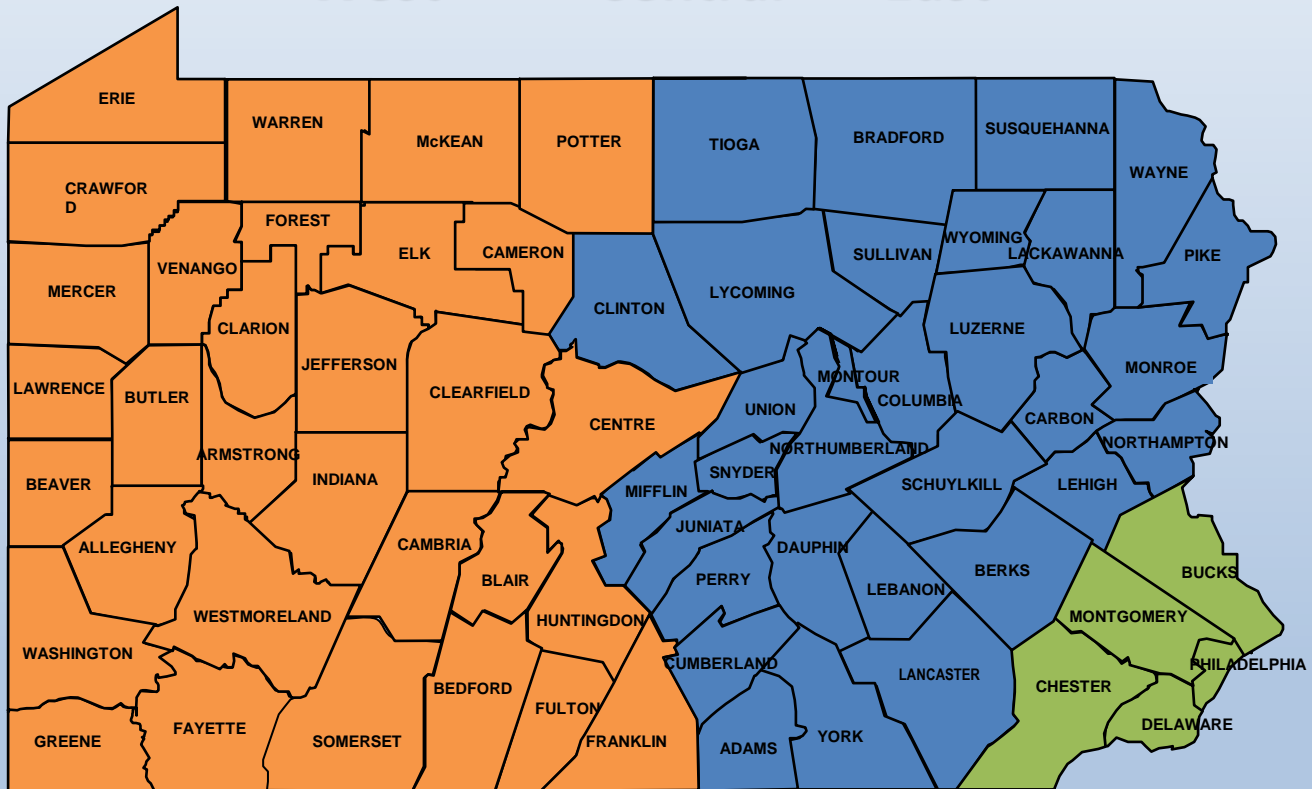 West Central East
ERIE
WARREN
McKEAN
POTTER
TIOGA
BRADFORD
SUSQUEHANNA
WAYNE
CRAWFOR
D
FOREST
VENANGO
ELK
CAMERON
SULLIVAN
WYOMING
LACKAWANNA
PIKE
MERCER
CLARION
CLINTON
LYCOMING
LUZERNE
LAWRENCE
BUTLER
JEFFERSON
CLEARFIELD
CENTRE
UNION
MONTOUR
COLUMBIA
CARBON
MONROE
NORTHAMPTON
BEAVER
ARMSTRONG
INDIANA
MIFFLIN
SNYDER
NORTHUMBERLAND
SCHUYLKILL
LEHIGH
ALLEGHENY
CAMBRIA
BLAIR
JUNIATA
PERRY
DAUPHIN
LEBANON
BERKS
BUCKS
WASHINGTON
WESTMORELAND
HUNTINGDON
MONTGOMERY
CUMBERLAND
LANCASTER
CHESTER
PHILADELPHIA
GREENE
FAYETTE
SOMERSET
BEDFORD
FULTON
FRANKLIN
ADAMS
YORK
DELAWARE